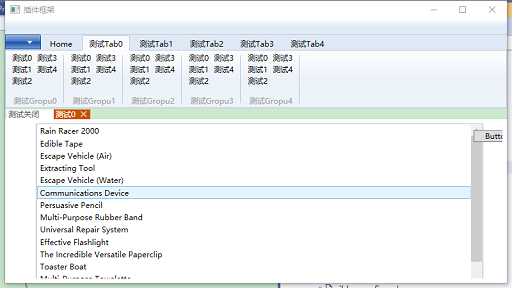 插件框架
Home 测试Tab0 测试Tab1 测试Tab2 测试Tab3 测试Tab4
测试0 测试3 测试0 测试3 测试0 测试3 测试0 测试3 测试0 测试3
测试1 测试4 测试1 测试4 测试1 测试4 测试1 测试4 测试1 测试4
测试2 测试2 测试2 测试2 测试2
测试Gropu0 测试Gropu1 测试Gropu2 测试Gropu3 测试Gropu4
测试关闭 测试0
Rain Racer 2000
Butto
Edible Tape
Escape Vehicle (Air)
Extracting Tool
Escape Vehicle (Water)
Communications Device
Persuasive Pencil
Multi-Purpose Rubber Band
Universal Repair System
Effective Flashlight
The Incredible Versatile Paperclip
Toaster Boat
Multi-Purpose Towelette